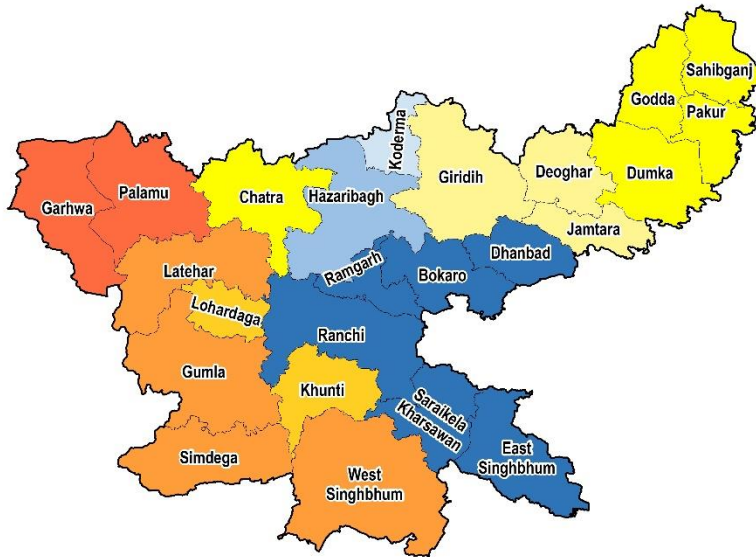 Sahibganj
Godda
Pakur
Koderma
Deoghar
Dumka
Palamu
Giridih
Garhwa
Chatra
Hazaribagh
Jamtara
Dhanbad
Latehar
Ramgarh
Bokaro
Lohardaga
Ranchi
Gumla
Khunti
Saraikela
Kharsawan
Simdega
East
Singhbhum
West
Singhbhum